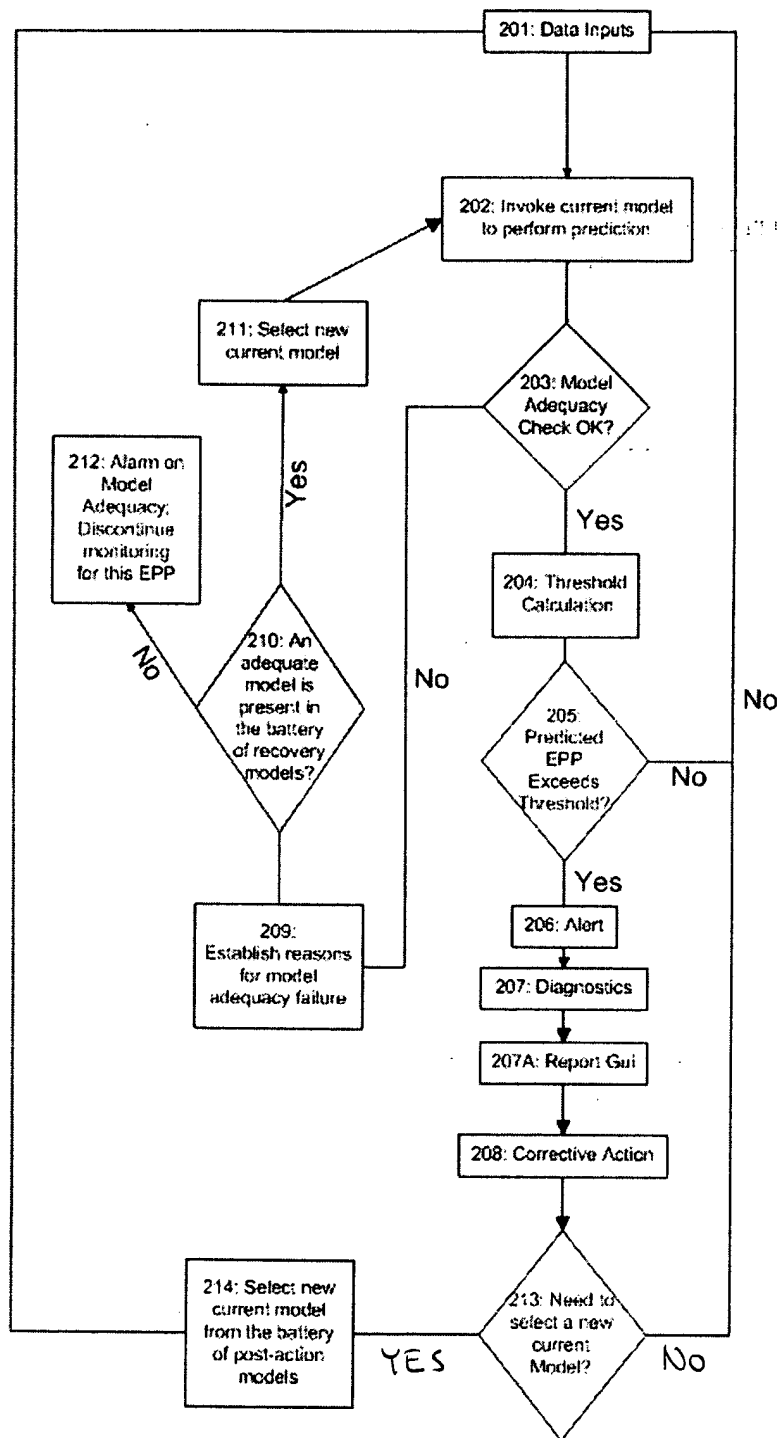 201: Data Inputs
202: Invoke current model
to perform prediction
211: Select new
current model
203: Model
Adequacy
Check OK?
212: Alarm on
Model
Adequacy;
Discontinue
monitoring
for this EPP
Yes
Yes
204: Threshold
Calculation
210: An
adequate
model is
present in
the battery
of recovery
models?
No
No
No
205:
Predicted
EPP
Exceeds
Threshold?
No
Yes
209:
Establish reasons
for model
adequacy failure
206: Alert
207: Diagnostics
207A: Report Gui
208: Corrective Action
214: Select new
current model
from the battery
of post-action
models
YES
213: Need to
select a new
current
Model?
No